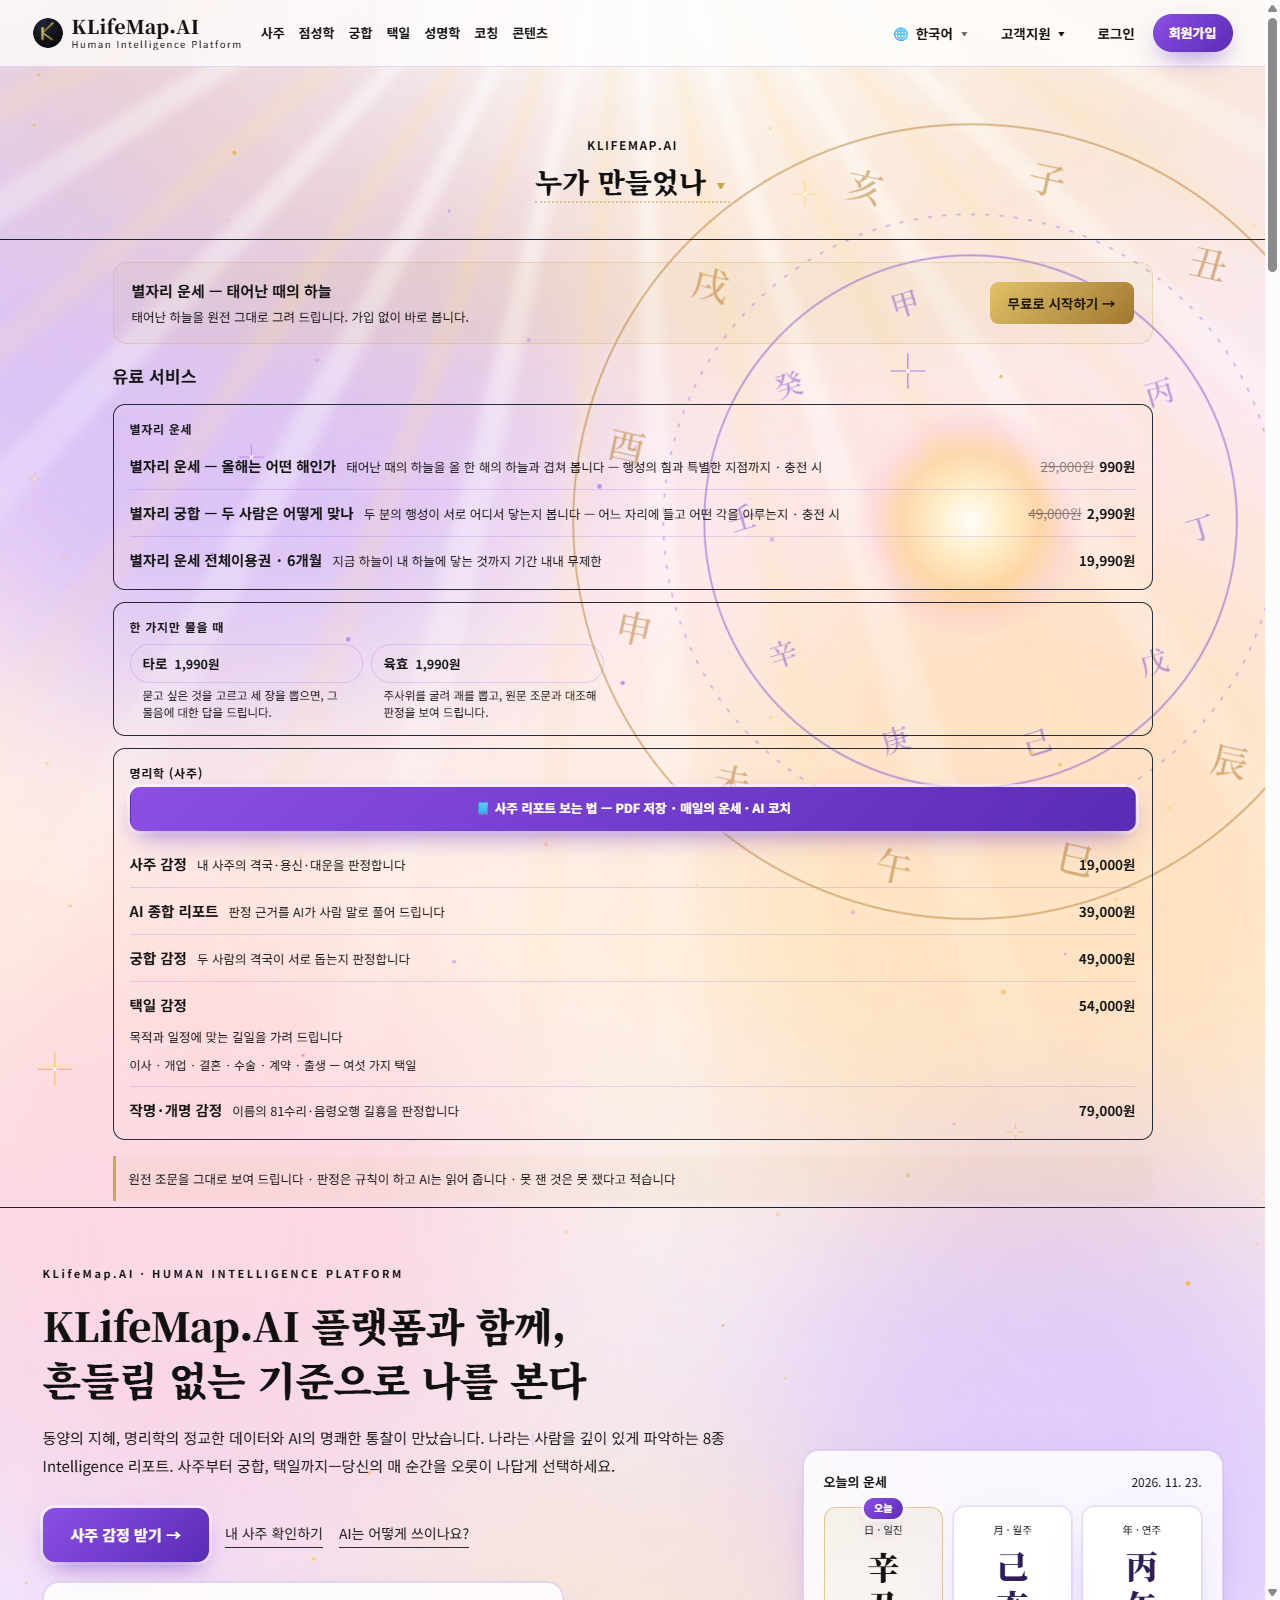 KLifeMap.AI
Human Intelligence Platform
사주 점성학 궁합 택일 성명학 코칭 콘텐츠
한국어 ▼ 고객지원 ▼ 로그인 회원가입
KLIFEMAP.AI
누가 만들었나 ▼
亥 子
丑
戌
甲
癸 丙
酉
壬 丁
申
辛 戊
庚 己
未 辰
午 巳
별자리 운세 — 태어난 때의 하늘
태어난 하늘을 원전 그대로 그려 드립니다. 가입 없이 바로 봅니다.
무료로 시작하기 →
유료 서비스
별자리 운세
별자리 운세 — 올해는 어떤 해인가 태어난 때의 하늘을 올 한 해의 하늘과 겹쳐 봅니다 — 행성의 힘과 특별한 지점까지 · 충전 시 29,000원 990원
별자리 궁합 — 두 사람은 어떻게 맞나 두 분의 행성이 서로 어디서 닿는지 봅니다 — 어느 자리에 들고 어떤 각을 이루는지 · 충전 시 49,000원 2,990원
별자리 운세 전체이용권 · 6개월 지금 하늘이 내 하늘에 닿는 것까지 기간 내내 무제한 19,990원
한 가지만 물을 때
타로 1,990원 육효 1,990원
묻고 싶은 것을 고르고 세 장을 뽑으면, 그
물음에 대한 답을 드립니다.
주사위를 굴려 괘를 뽑고, 원문 조문과 대조해
판정을 보여 드립니다.
명리학 (사주)
사주 리포트 보는 법 — PDF 저장 · 매일의 운세 · AI 코치
사주 감정 내 사주의 격국·용신·대운을 판정합니다 19,000원
AI 종합 리포트 판정 근거를 AI가 사람 말로 풀어 드립니다 39,000원
궁합 감정 두 사람의 격국이 서로 돕는지 판정합니다 49,000원
택일 감정 54,000원
목적과 일정에 맞는 길일을 가려 드립니다
이사 · 개업 · 결혼 · 수술 · 계약 · 출생 — 여섯 가지 택일
작명·개명 감정 이름의 81수리·음령오행 길흉을 판정합니다 79,000원
원전 조문을 그대로 보여 드립니다 · 판정은 규칙이 하고 AI는 읽어 줍니다 · 못 잰 것은 못 쟀다고 적습니다
KLifeMap.AI · HUMAN INTELLIGENCE PLATFORM
KLifeMap.AI 플랫폼과 함께,
흔들림 없는 기준으로 나를 본다
동양의 지혜, 명리학의 정교한 데이터와 AI의 명쾌한 통찰이 만났습니다. 나라는 사람을 깊이 있게 파악하는 8종
Intelligence 리포트. 사주부터 궁합, 택일까지—당신의 매 순간을 오롯이 나답게 선택하세요.
사주 감정 받기 → 내 사주 확인하기 AI는 어떻게 쓰이나요?
오늘의 운세 2026. 11. 23.
오늘
日 · 일진 月 · 월주 年 · 연주
辛 己 丙